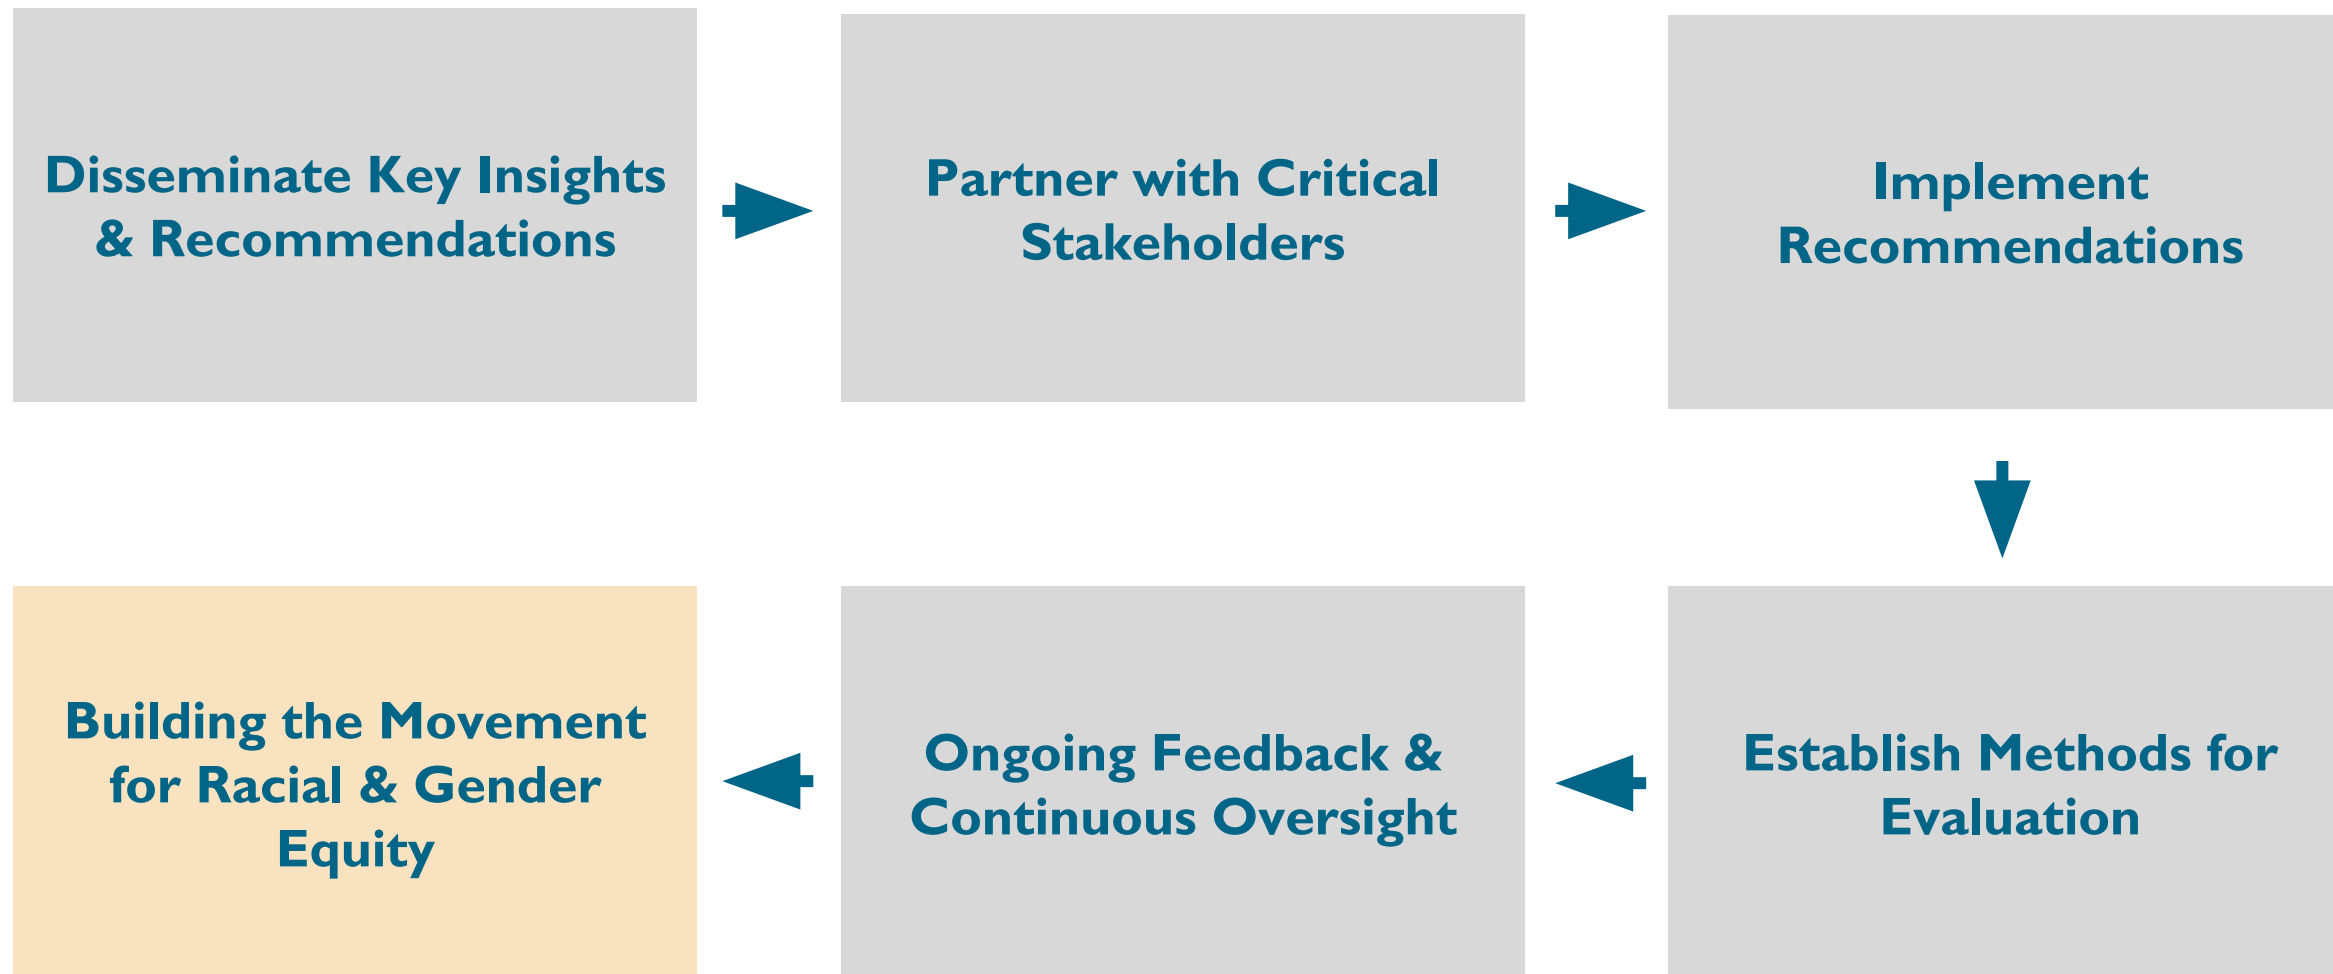 Disseminate Key Insights
& Recommendations
Partner with Critical
Stakeholders
Implement
Recommendations
Establish Methods for
Evaluation
Ongoing Feedback &
Continuous Oversight
Building the Movement
for Racial & Gender
Equity